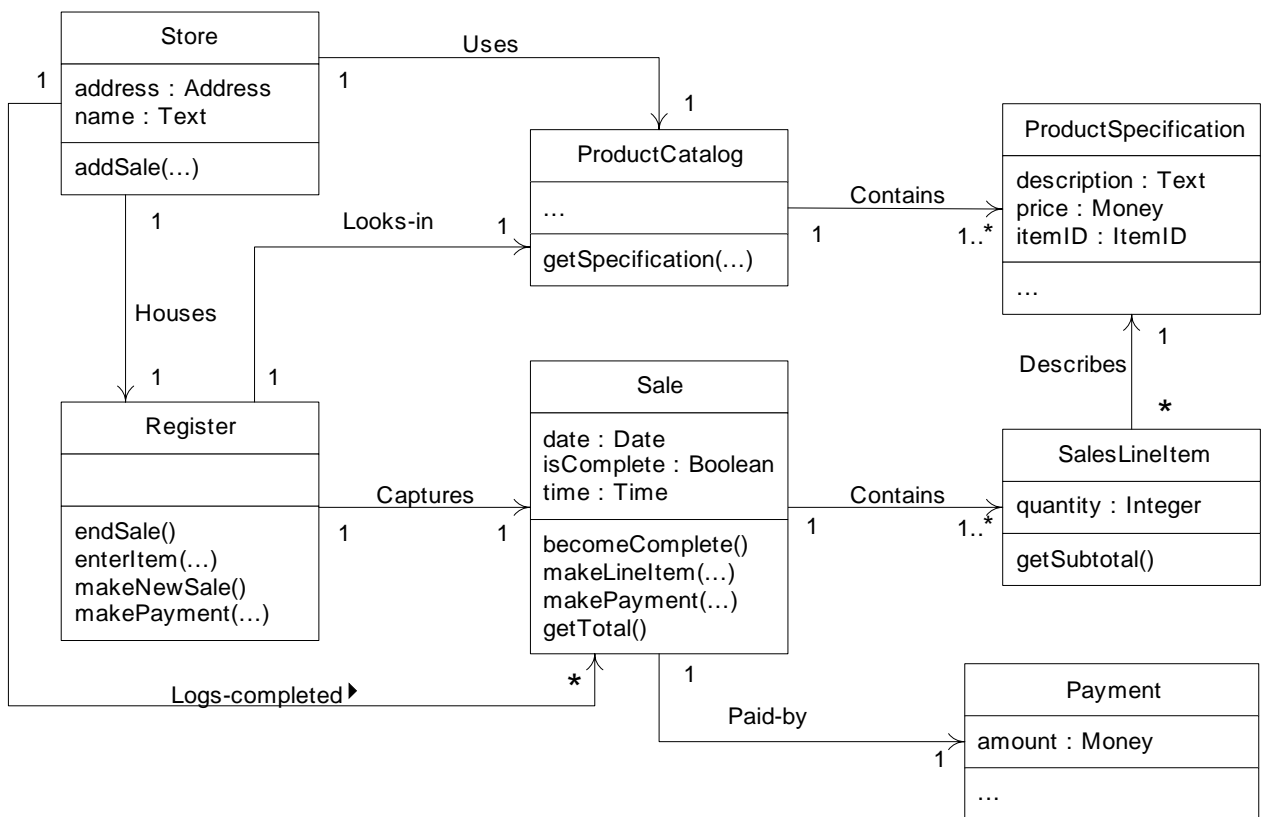 Store
address : Address
name : Text
addSale(...)
Uses
1
1
1
ProductCatalog
...
getSpecification(...)
ProductSpecification
description : Text
price : Money
itemID : ItemID
...
Contains
1
1..*
1
Houses
1
Looks-in
1
1
Describes
1
*
Register
endSale()
enterItem(...)
makeNewSale()
makePayment(...)
Captures
1
1
Sale
date : Date
isComplete : Boolean
time : Time
becomeComplete()
makeLineItem(...)
makePayment(...)
getTotal()
Contains
1
1..*
SalesLineItem
quantity : Integer
getSubtotal()
Logs-completed
*
1
Paid-by
1
Payment
amount : Money
...